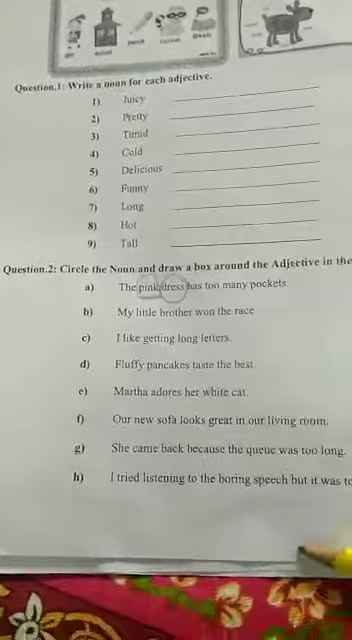 Question.1: Write a noun for each adjective.
1) Juicy
2) Pretty
3) Timid
4) Cold
5) Delicious
6) Funny
7) Long
8) Hot
9) Tall
Question.2: Circle the Noun and draw a box around the Adjective in the
a) The pink dress has too many pockets.
b) My little brother won the race
c) I like getting long letters.
d) Fluffy pancakes taste the best.
e) Martha adores her white cat.
f) Our new sofa looks great in our living room.
g) She came back because the queue was too long.
h) I tried listening to the boring speech but it was